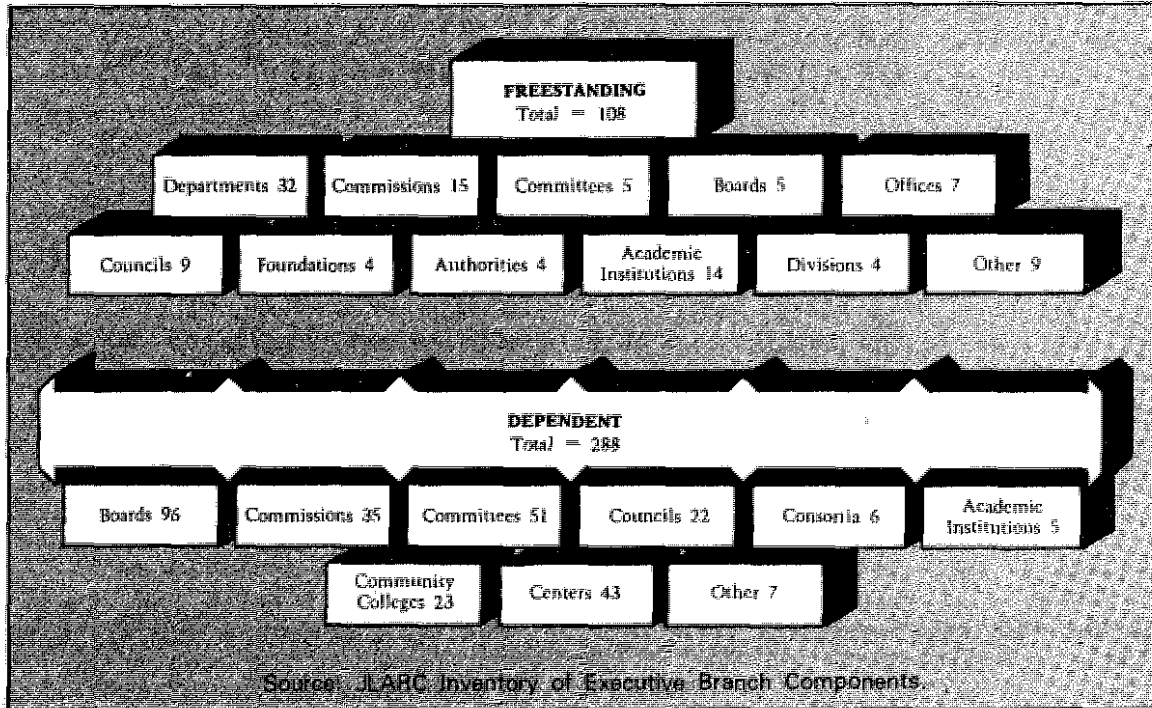 FREESTANDING
Total = 108
Departments 32
Commissions 15
Committees 5
Boards 5
Offices 7
Councils 9
Foundations 4
Authorities 4
Academic
Institutions 14
Divisions 4
Other 9
DEPENDENT
Total = 288
Boards 96
Commissions 35
Committees 51
Councils 22
Consortia 6
Academic
Institutions 5
Community
Colleges 23
Centers 43
Other 7
Source: JLARC Inventory of Executive Branch Components.